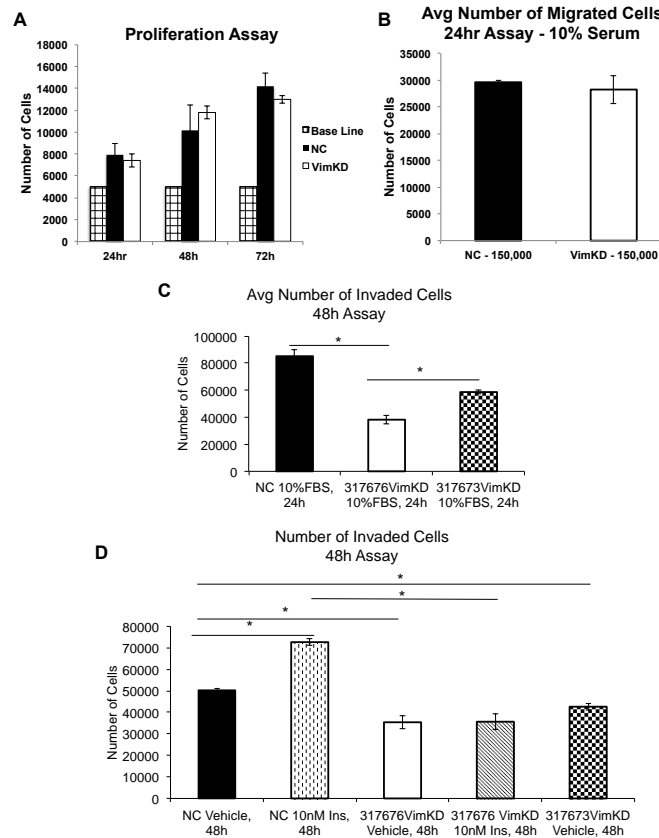 A
Proliferation Assay
Number of Cells
18000
16000
14000
12000
10000
8000
6000
4000
2000
0
24hr
48h
72h
Base Line
NC
VimKD
B
Avg Number of Migrated Cells
24hr Assay - 10% Serum
Number of Cells
35000
30000
25000
20000
15000
10000
5000
0
NC - 150,000
VimKD - 150,000
C
Avg Number of Invaded Cells
48h Assay
Number of Cells
100000
80000
60000
40000
20000
0
*
*
NC 10%FBS,
24h
317676VimKD
10%FBS, 24h
317673VimKD
10%FBS, 24h
D
Number of Invaded Cells
48h Assay
Number of Cells
80000
70000
60000
50000
40000
30000
20000
10000
0
*
*
*
*
NC Vehicle,
48h
NC 10nM Ins,
48h
317676VimKD
Vehicle, 48h
317676 VimKD
10nM Ins, 48h
317673VimKD
Vehicle, 48h